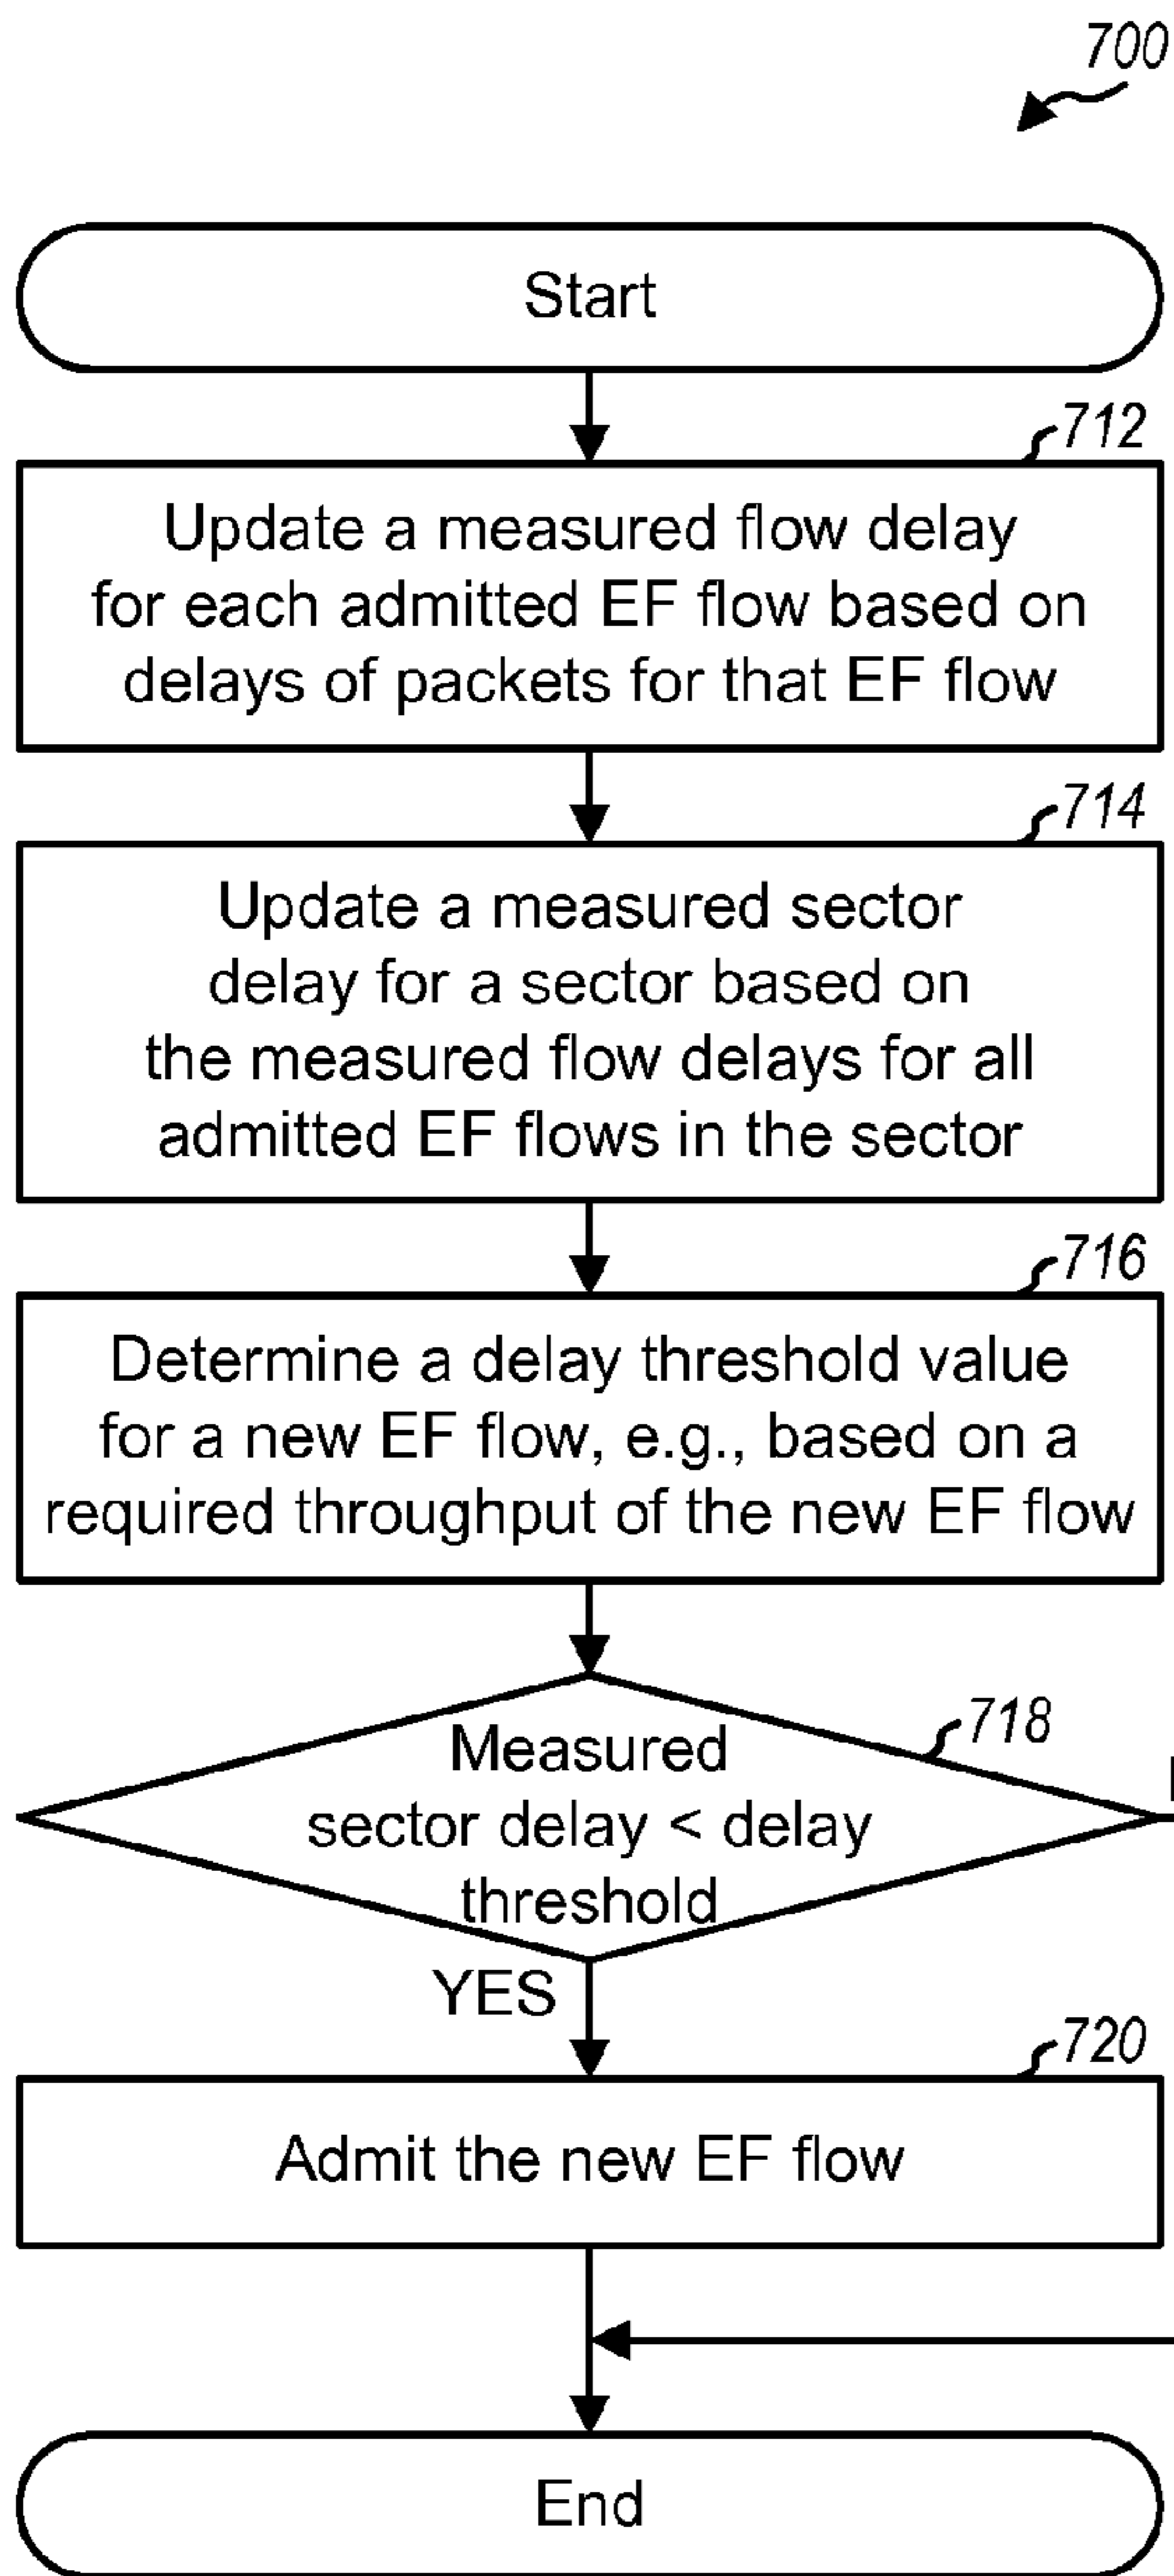 700
Start
712
Update a measured flow delay
for each admitted EF flow based on
delays of packets for that EF flow
714
Update a measured sector
delay for a sector based on
the measured flow delays for all
admitted EF flows in the sector
716
Determine a delay threshold value
for a new EF flow, e.g., based on a
required throughput of the new EF flow
718
Measured
sector delay < delay
threshold
YES
720
Admit the new EF flow
End